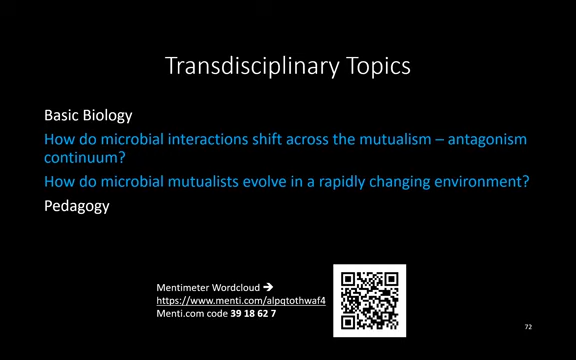 Transdisciplinary Topics
Basic Biology
How do microbial interactions shift across the mutualism – antagonism
continuum?
How do microbial mutualists evolve in a rapidly changing environment?
Pedagogy
Mentimeter Wordcloud ➔
https://www.menti.com/alpqtothwaf4
Menti.com code 39 18 62 7
72